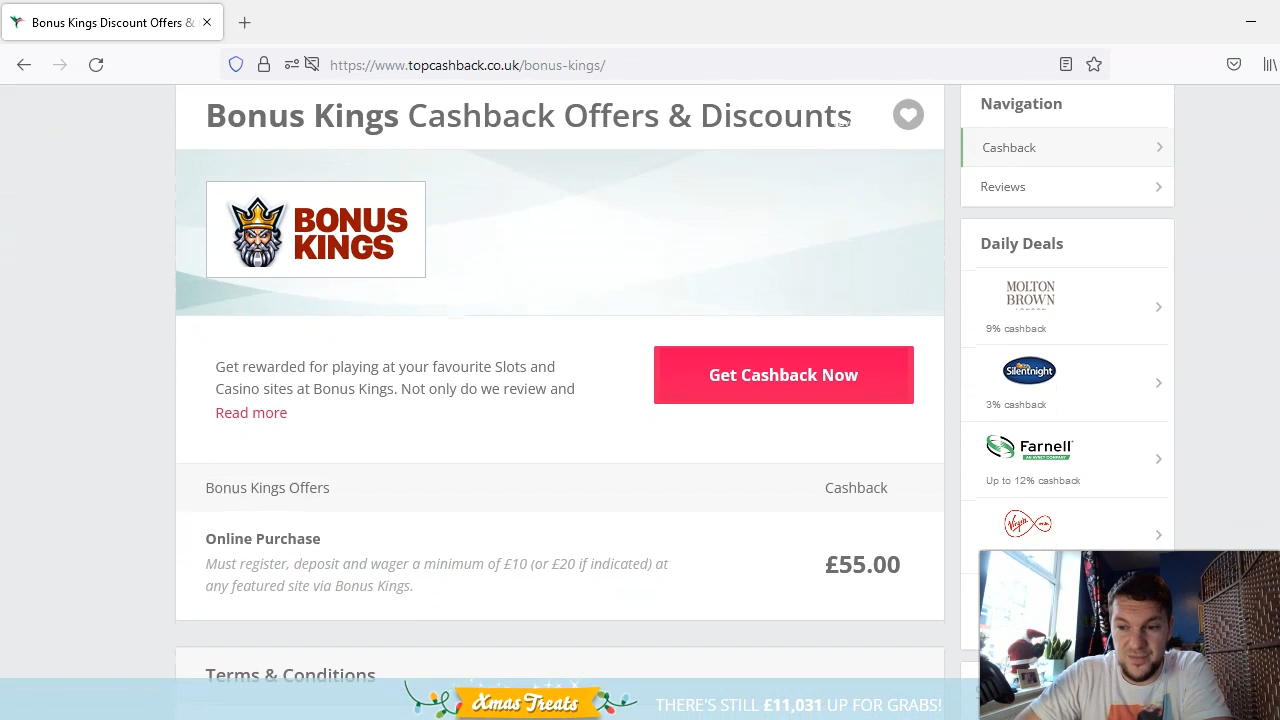 Bonus Kings Discount Offers &
https://www.topcashback.co.uk/bonus-kings/
Bonus Kings Cashback Offers & Discounts
BONUS
KINGS
Get rewarded for playing at your favourite Slots and
Casino sites at Bonus Kings. Not only do we review and
Read more
Get Cashback Now
Bonus Kings Offers Cashback
Online Purchase
Must register, deposit and wager a minimum of £10 (or £20 if indicated) at
any featured site via Bonus Kings.
£55.00
Terms & Conditions
Navigation
Cashback
Reviews
Daily Deals
MOLTON
BROWN
9% cashback
Silentnight
3% cashback
Farnell
AN AVNET COMPANY
Up to 12% cashback
Virgin
Xmas Treats
THERE'S STILL £11,031 UP FOR GRABS!